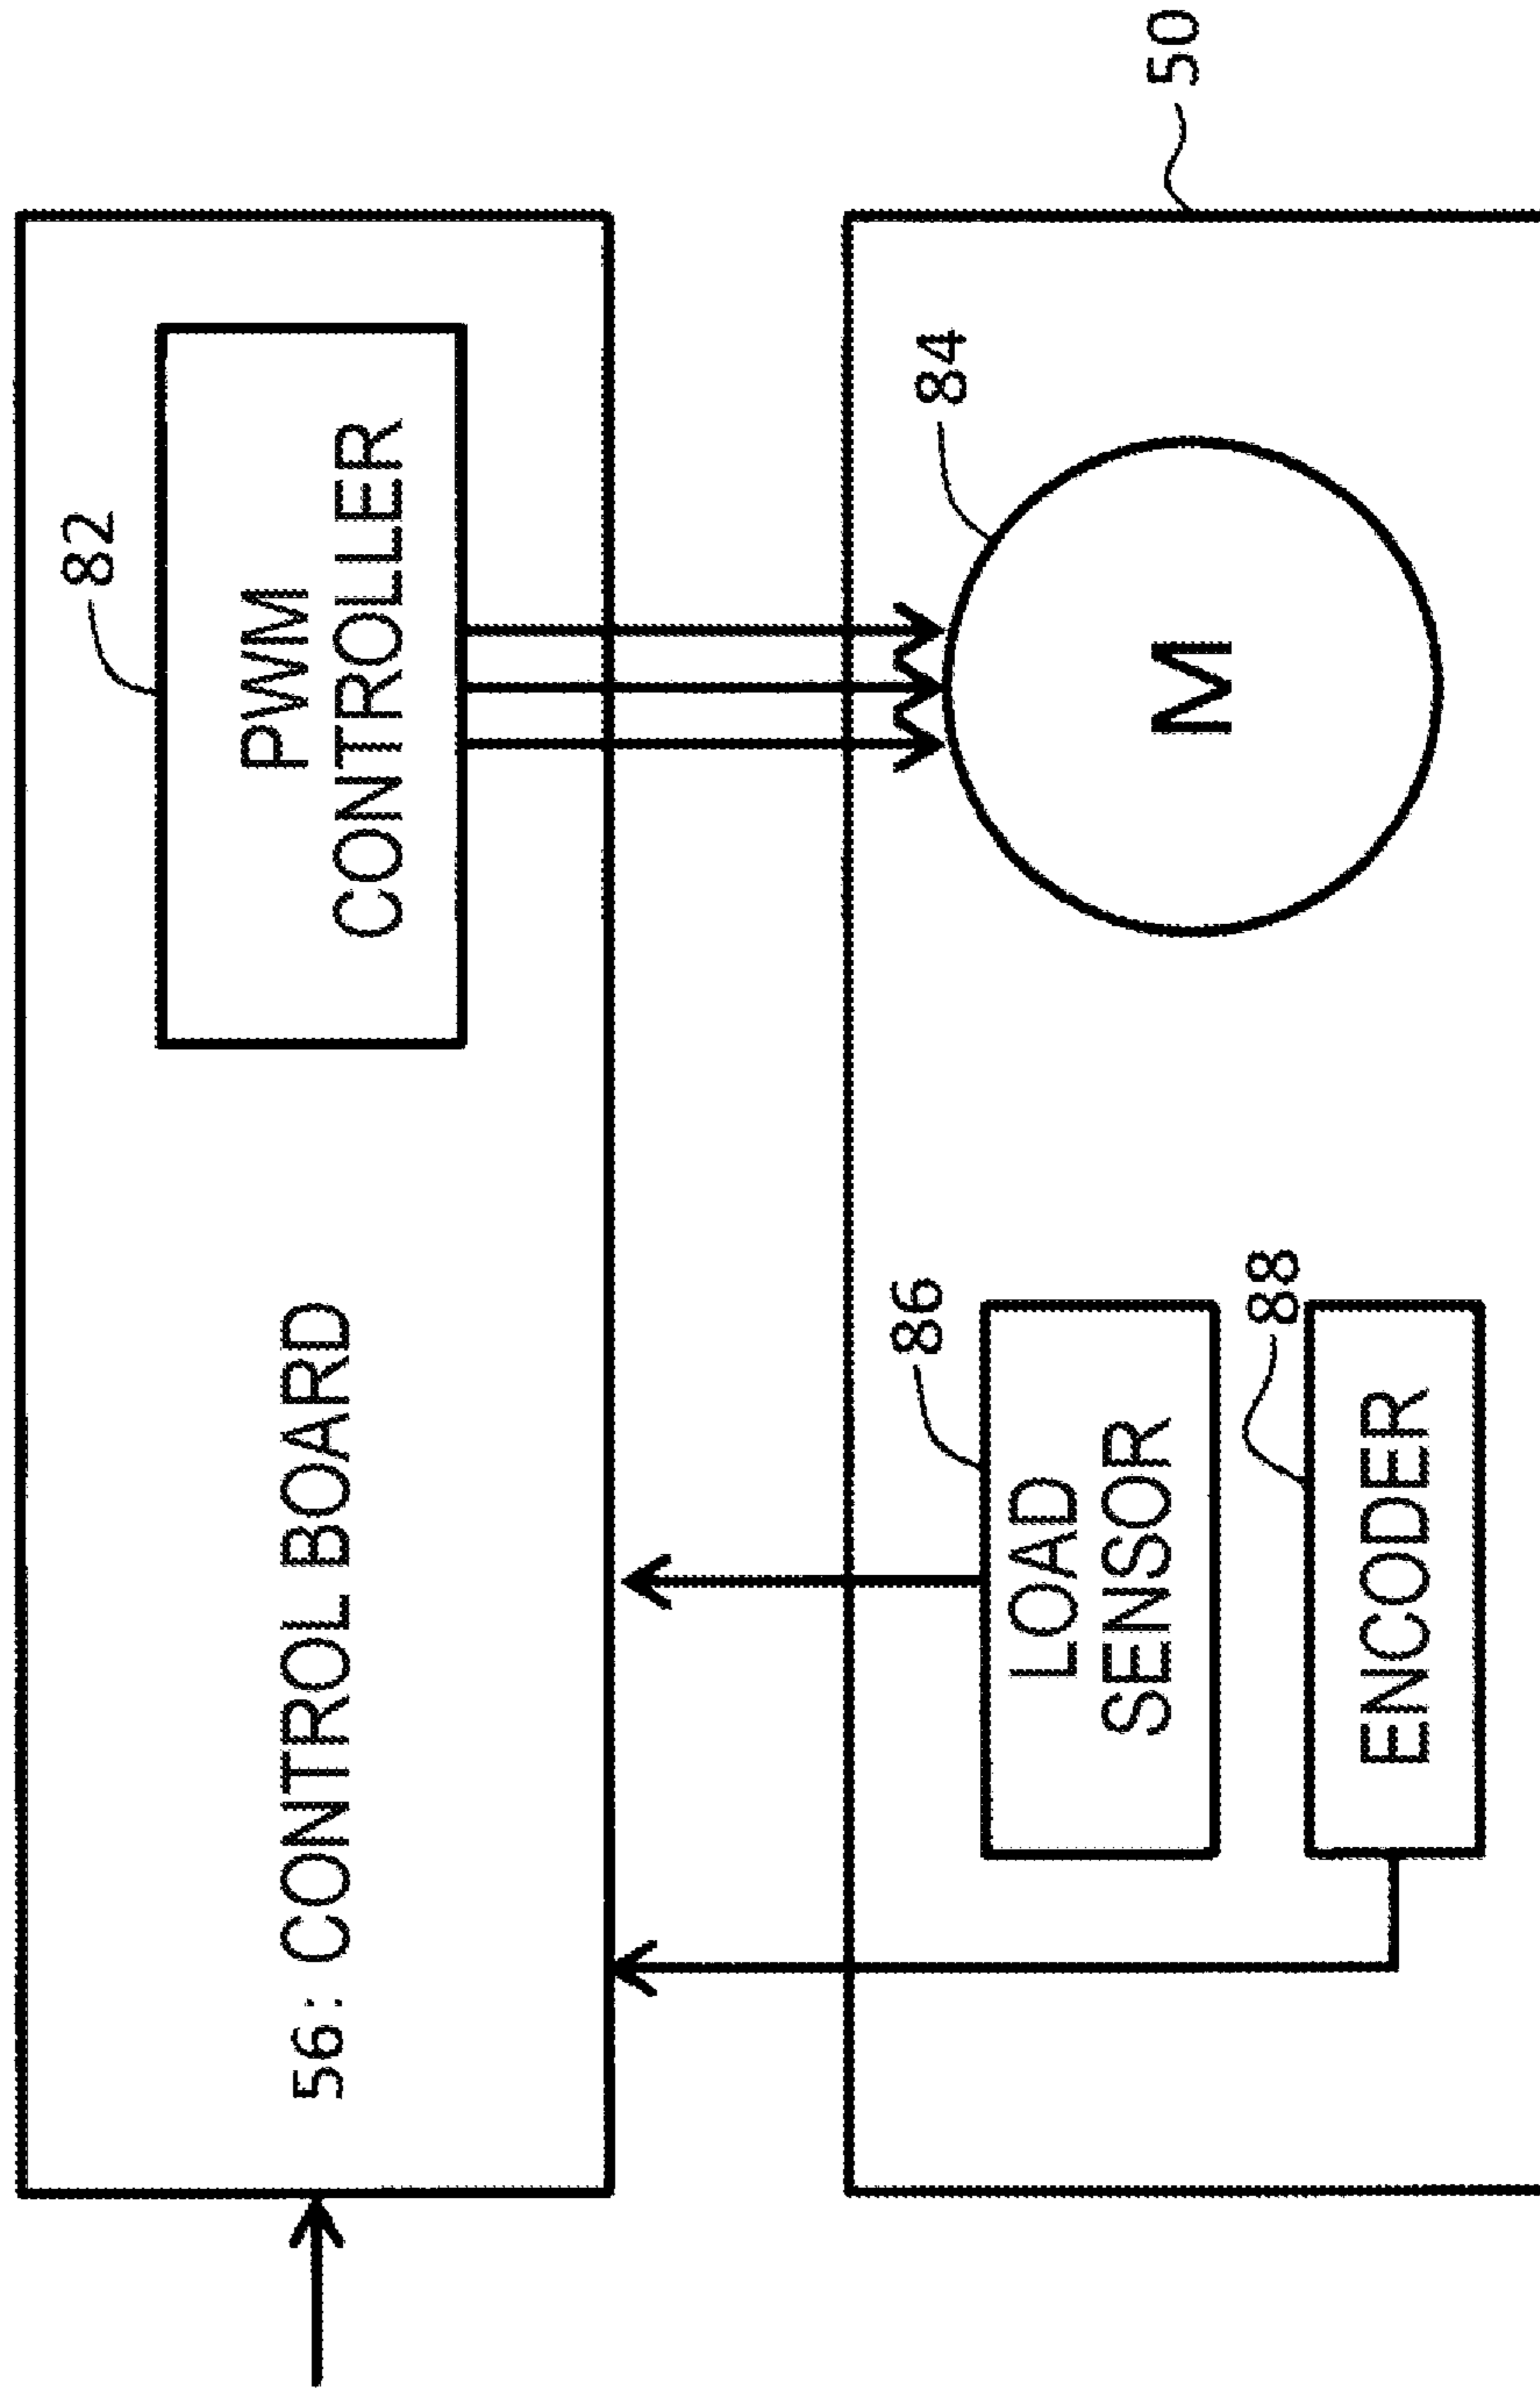 82
PWM
CONTROLLER
56: CONTROL BOARD
50
84
M
86
LOAD
SENSOR
88
ENCODER